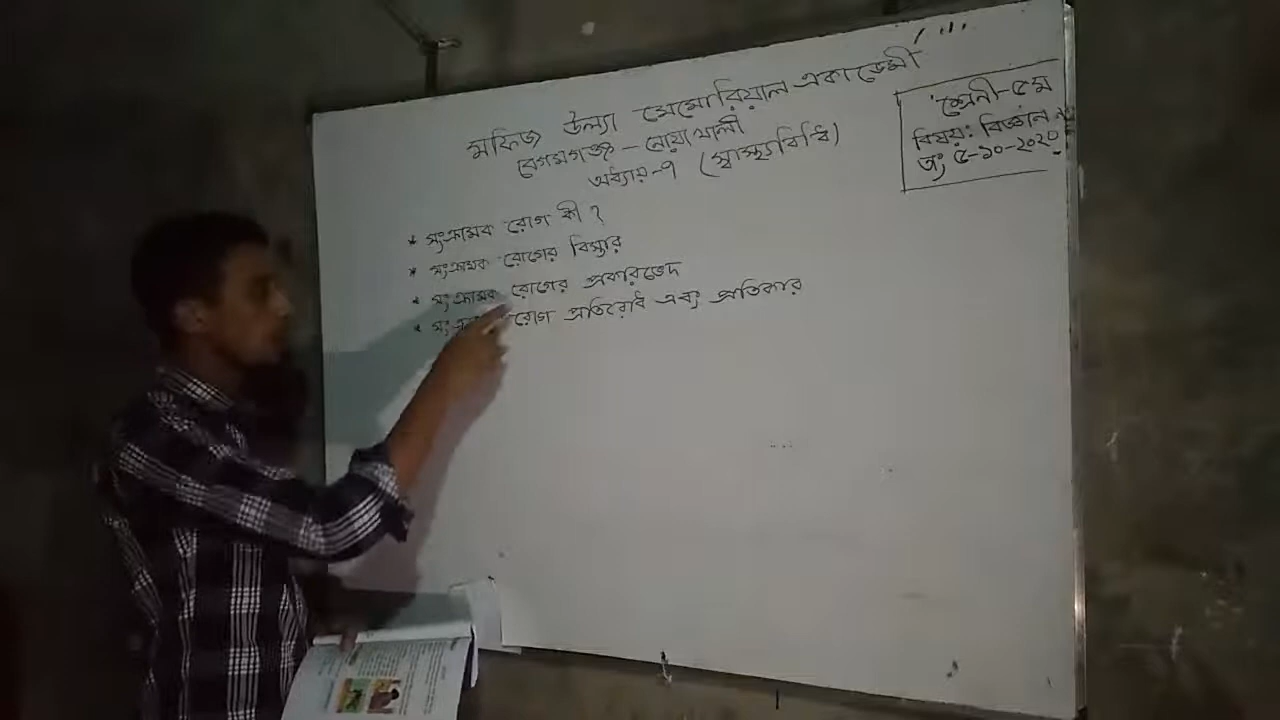 মফিজ উল্যা মেমোরিয়াল একাডেমী
বেগমগঞ্জ - নোয়াখালী
অধ্যায়-৭ (স্বাস্থ্যবিধি)
শ্রেনী-৫ম
বিষয়: বিজ্ঞান
তাং ৫-১০-২০২০
* সংক্রামক রোগ কী ?
* সংক্রামক রোগের বিস্তার
* সংক্রামক রোগের প্রকারভেদ
* রোগ প্রতিরোধ এবং প্রতিকার